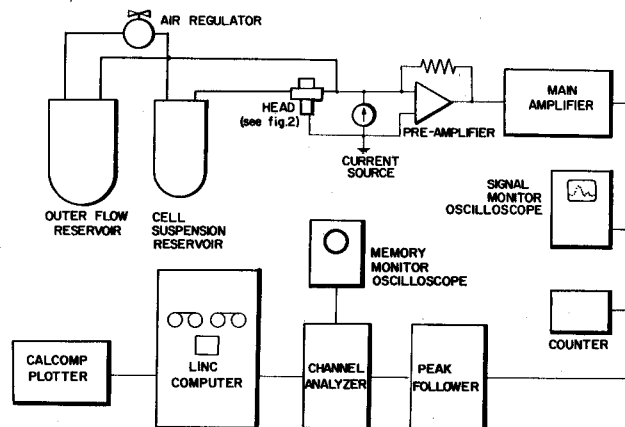 AIR REGULATOR
HEAD
(see fig.2)
PRE-AMPLIFIER
MAIN
AMPLIFIER
CURRENT
SOURCE
OUTER FLOW
RESERVOIR
CELL
SUSPENSION
RESERVOIR
SIGNAL
MONITOR
OSCILLOSCOPE
MEMORY
MONITOR
OSCILLOSCOPE
COUNTER
CALCOMP
PLOTTER
LINC
COMPUTER
CHANNEL
ANALYZER
PEAK
FOLLOWER